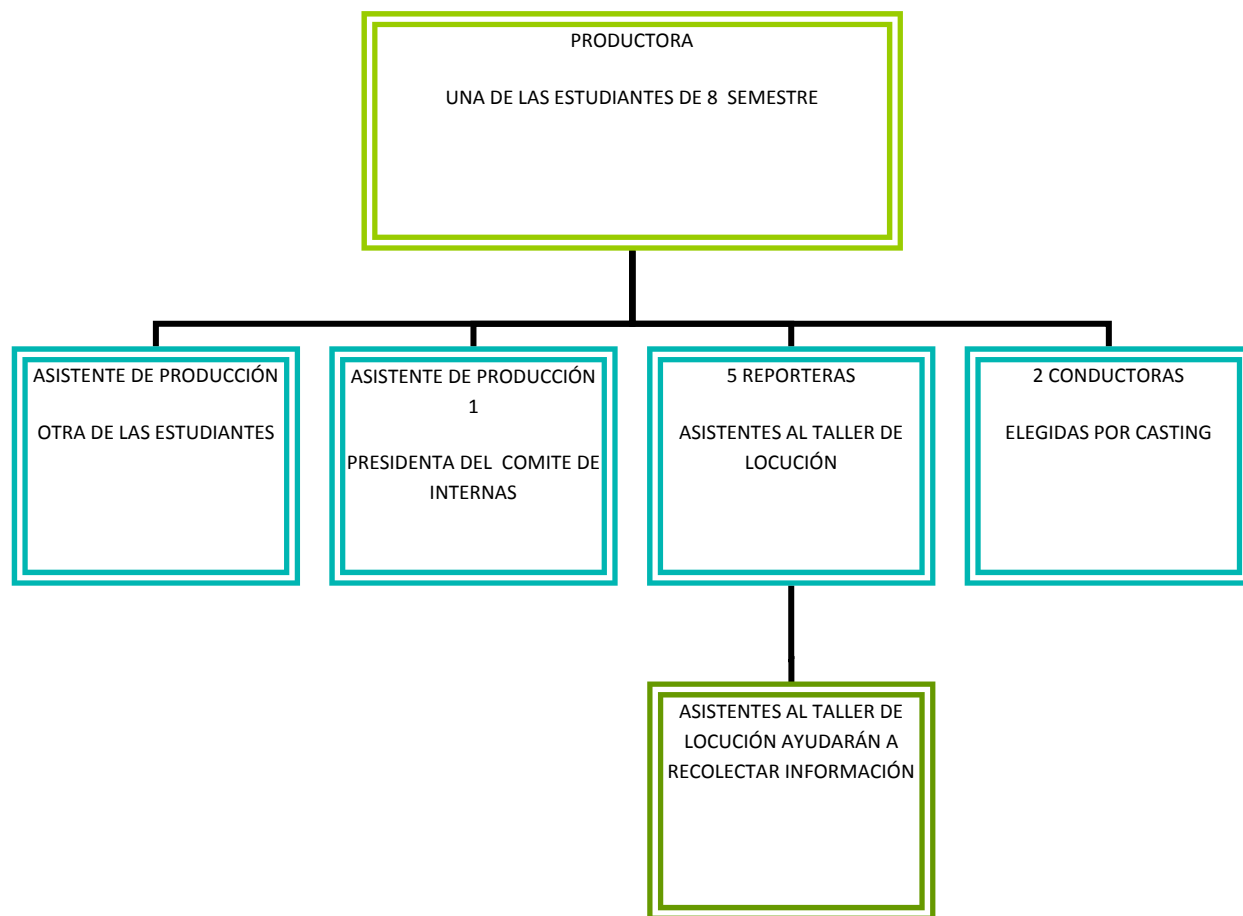 PRODUCTORA
UNA DE LAS ESTUDIANTES DE 8 SEMESTRE
ASISTENTE DE PRODUCCIÓN
OTRA DE LAS ESTUDIANTES
ASISTENTE DE PRODUCCIÓN
1
PRESIDENTA DEL COMITE DE
INTERNAS
5 REPORTERAS
ASISTENTES AL TALLER DE
LOCUCIÓN
2 CONDUCTORAS
ELEGIDAS POR CASTING
ASISTENTES AL TALLER DE
LOCUCIÓN AYUDARÁN A
RECOLECTAR INFORMACIÓN